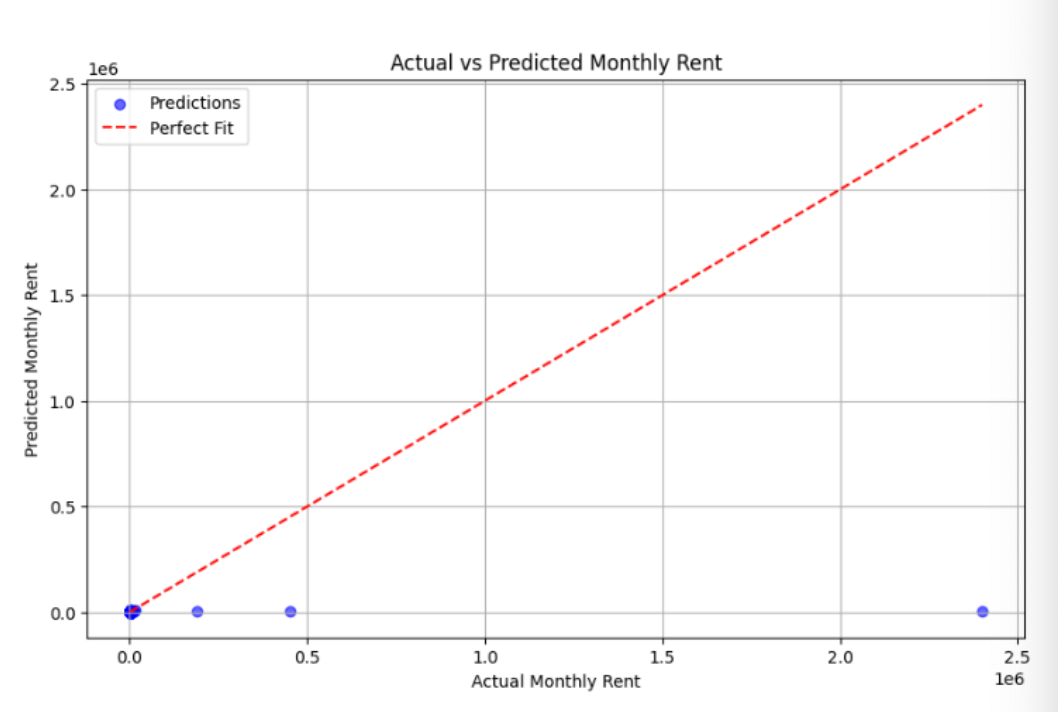 Actual vs Predicted Monthly Rent
1e6
2.5
Predictions
Perfect Fit
2.0
1.5
1.0
0.5
0.0
Predicted Monthly Rent
0.0 0.5 1.0 1.5 2.0 2.5
1e6
Actual Monthly Rent